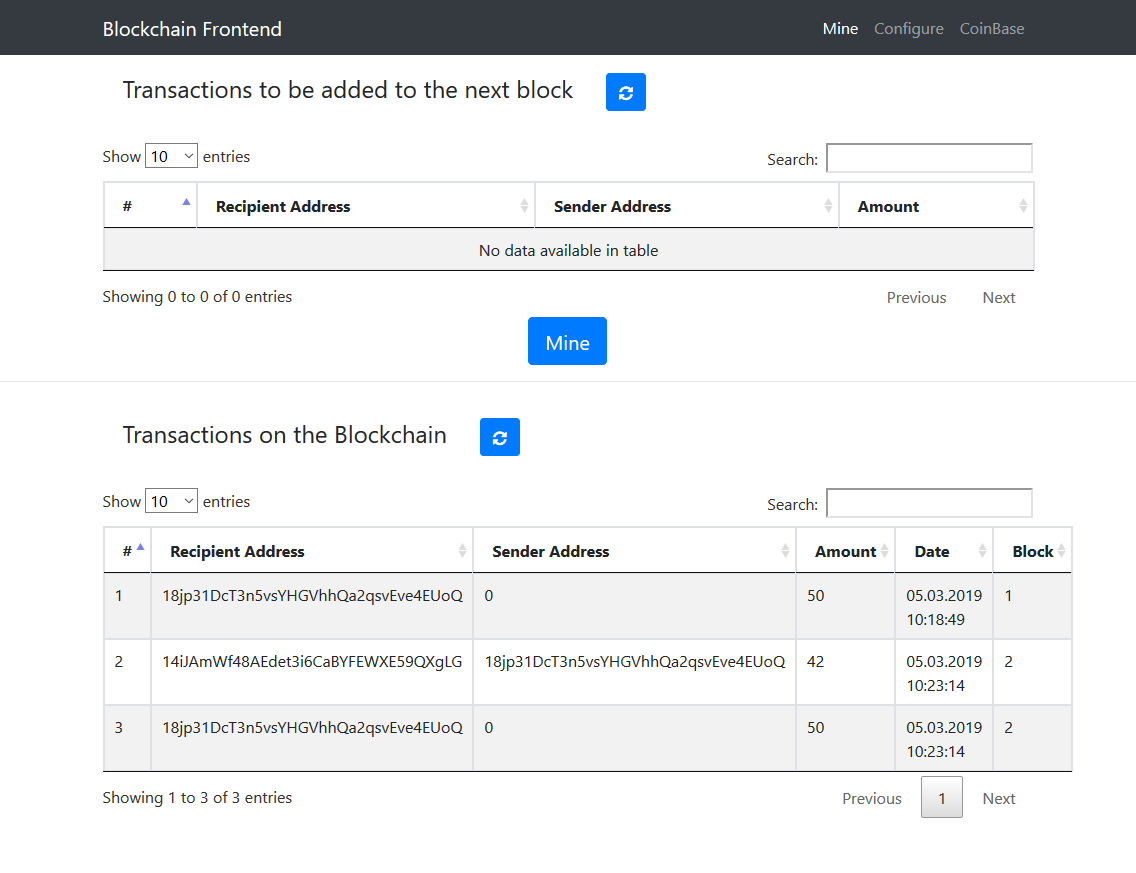 Blockchain Frontend Mine Configure CoinBase
Transactions to be added to the next block
Show 10 entries Search:
# Recipient Address Sender Address Amount
No data available in table
Showing 0 to 0 of 0 entries Previous Next
Mine
Transactions on the Blockchain
Show 10 entries Search:
# Recipient Address Sender Address Amount Date Block
1 18jp31DcT3n5vsYHGVhhQa2qsvEve4EUoQ 0 50 05.03.2019 1
10:18:49
2 14iJAmWf48AEdet3i6CaBYFEWXE59QXgLG 18jp31DcT3n5vsYHGVhhQa2qsvEve4EUoQ 42 05.03.2019 2
10:23:14
3 18jp31DcT3n5vsYHGVhhQa2qsvEve4EUoQ 0 50 05.03.2019 2
10:23:14
Showing 1 to 3 of 3 entries Previous 1 Next